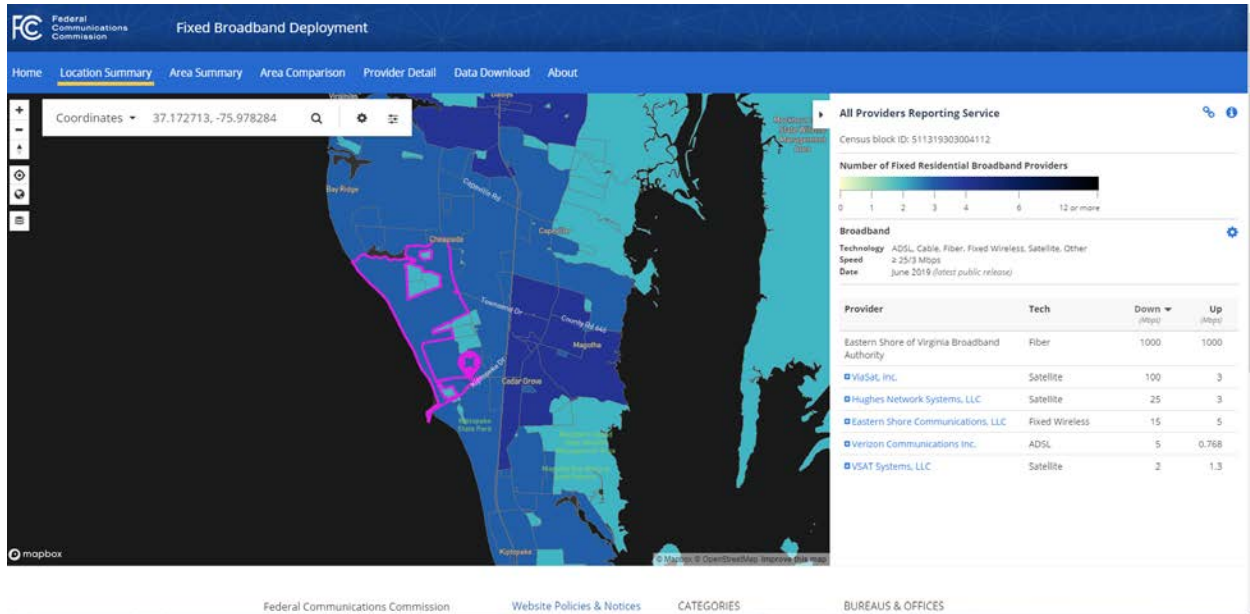 FCC Federal Communications Commission
Fixed Broadband Deployment
Home Location Summary Area Summary Area Comparison Provider Detail Data Download About
Coordinates 37.172713, -75.978284
Bay Ridge
Capeville Rd
Cheapside
Capeville
Townsend Dr
County Rd 645
Magotha
Kiptopeke Dr
Cedar Grove
Kiptopeke
State Park
Kiptopeke
mapbox
© Mapbox © OpenStreetMap Improve this map
All Providers Reporting Service
Census block ID: 511319303004112
Number of Fixed Residential Broadband Providers
0 1 2 3 4 6 12 or more
Broadband
Technology ADSL, Cable, Fiber, Fixed Wireless, Satellite, Other
Speed ≥ 25/3 Mbps
Date June 2019 (latest public release)
Provider Tech Down Up
(Mbps) (Mbps)
Eastern Shore of Virginia Broadband Authority Fiber 1000 1000
ViaSat, Inc. Satellite 100 3
Hughes Network Systems, LLC Satellite 25 3
Eastern Shore Communications, LLC Fixed Wireless 15 5
Verizon Communications Inc. ADSL 5 0.768
VSAT Systems, LLC Satellite 2 1.3
Federal Communications Commission
Website Policies & Notices
CATEGORIES
BUREAUS & OFFICES